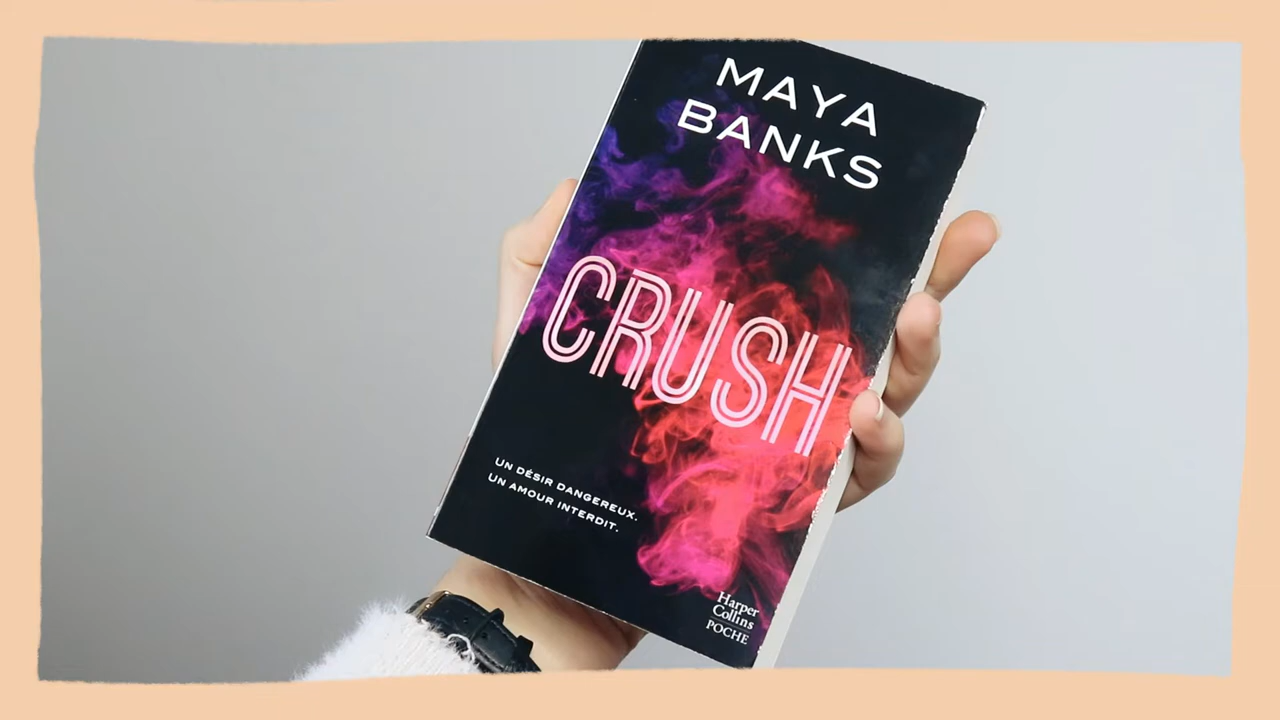 MAYA
BANKS
CRUSH
UN DÉSIR DANGEREUX.
UN AMOUR INTERDIT.
Harper
Collins
POCHE